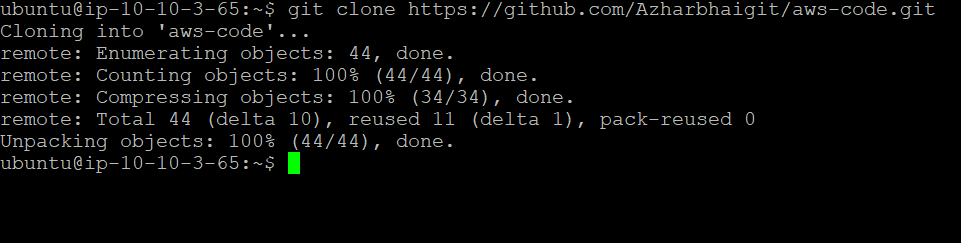 ubuntu@ip-10-10-3-65:~$ git clone https://github.com/Azharbhaigit/aws-code.git
Cloning into 'aws-code'...
remote: Enumerating objects: 44, done.
remote: Counting objects: 100% (44/44), done.
remote: Compressing objects: 100% (34/34), done.
remote: Total 44 (delta 10), reused 11 (delta 1), pack-reused 0
Unpacking objects: 100% (44/44), done.
ubuntu@ip-10-10-3-65:~$